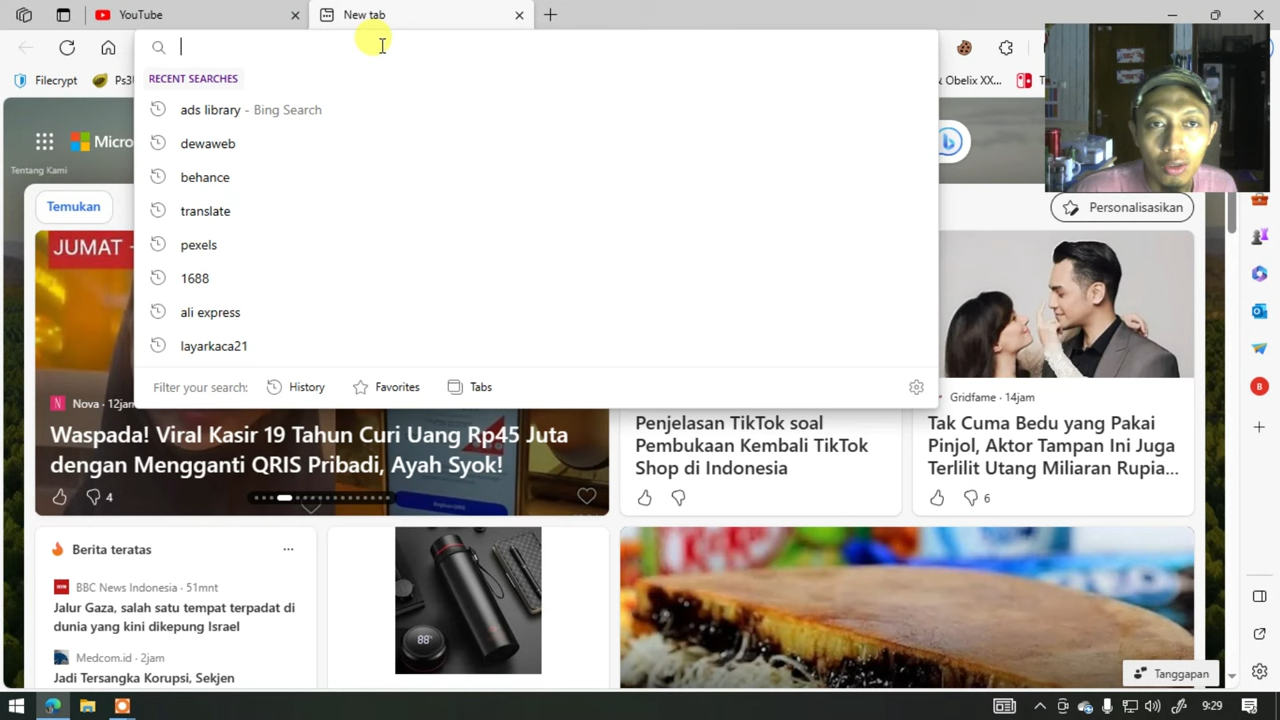 YouTube
New tab
RECENT SEARCHES
Filecrypt
Ps3
& Obelix XX...
ads library - Bing Search
dewaweb
behance
translate
pexels
1688
ali express
layarkaca21
Filter your search:
History
Favorites
Tabs
Micro
Tentang Kami
Temukan
Personalisasikan
JUMAT -
Nova · 12jam
Waspada! Viral Kasir 19 Tahun Curi Uang Rp45 Juta
dengan Mengganti QRIS Pribadi, Ayah Syok!
4
Penjelasan TikTok soal
Pembukaan Kembali TikTok
Shop di Indonesia
Gridfame · 14jam
Tak Cuma Bedu yang Pakai
Pinjol, Aktor Tampan Ini Juga
Terlilit Utang Miliaran Rupia...
6
Berita teratas
BBC News Indonesia · 51mnt
Jalur Gaza, salah satu tempat terpadat di
dunia yang kini dikepung Israel
Medcom.id · 2jam
Jadi Tersangka Korupsi, Sekjen
88°
Tanggapan
9:29